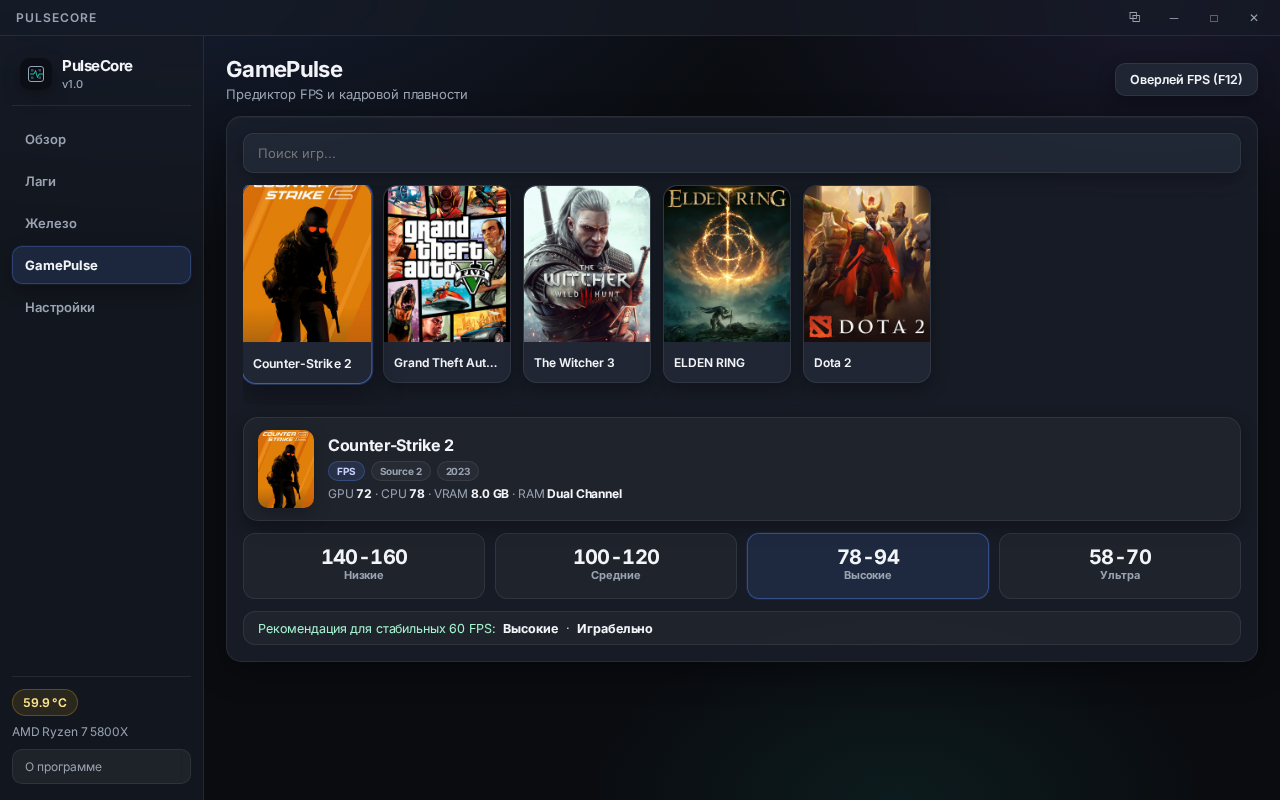 PULSECORE
PulseCore
v1.0
Обзор
Лаги
Железо
GamePulse
Настройки
59.9 °C
AMD Ryzen 7 5800X
О программе
GamePulse
Предиктор FPS и кадровой плавности
Оверлей FPS (F12)
Поиск игр...
COUNTER
STRIKE 2
Counter-Strike 2
grand
theft
auto
V
FIVE
Grand Theft Aut...
THE
WITCHER
WILD HUNT
The Witcher 3
ELDEN RING
ELDEN RING
DOTA 2
Dota 2
COUNTER
STRIKE 2
Counter-Strike 2
FPS Source 2 2023
GPU 72 · CPU 78 · VRAM 8.0 GB · RAM Dual Channel
140-160
Низкие
100-120
Средние
78-94
Высокие
58-70
Ультра
Рекомендация для стабильных 60 FPS: Высокие · Играбельно